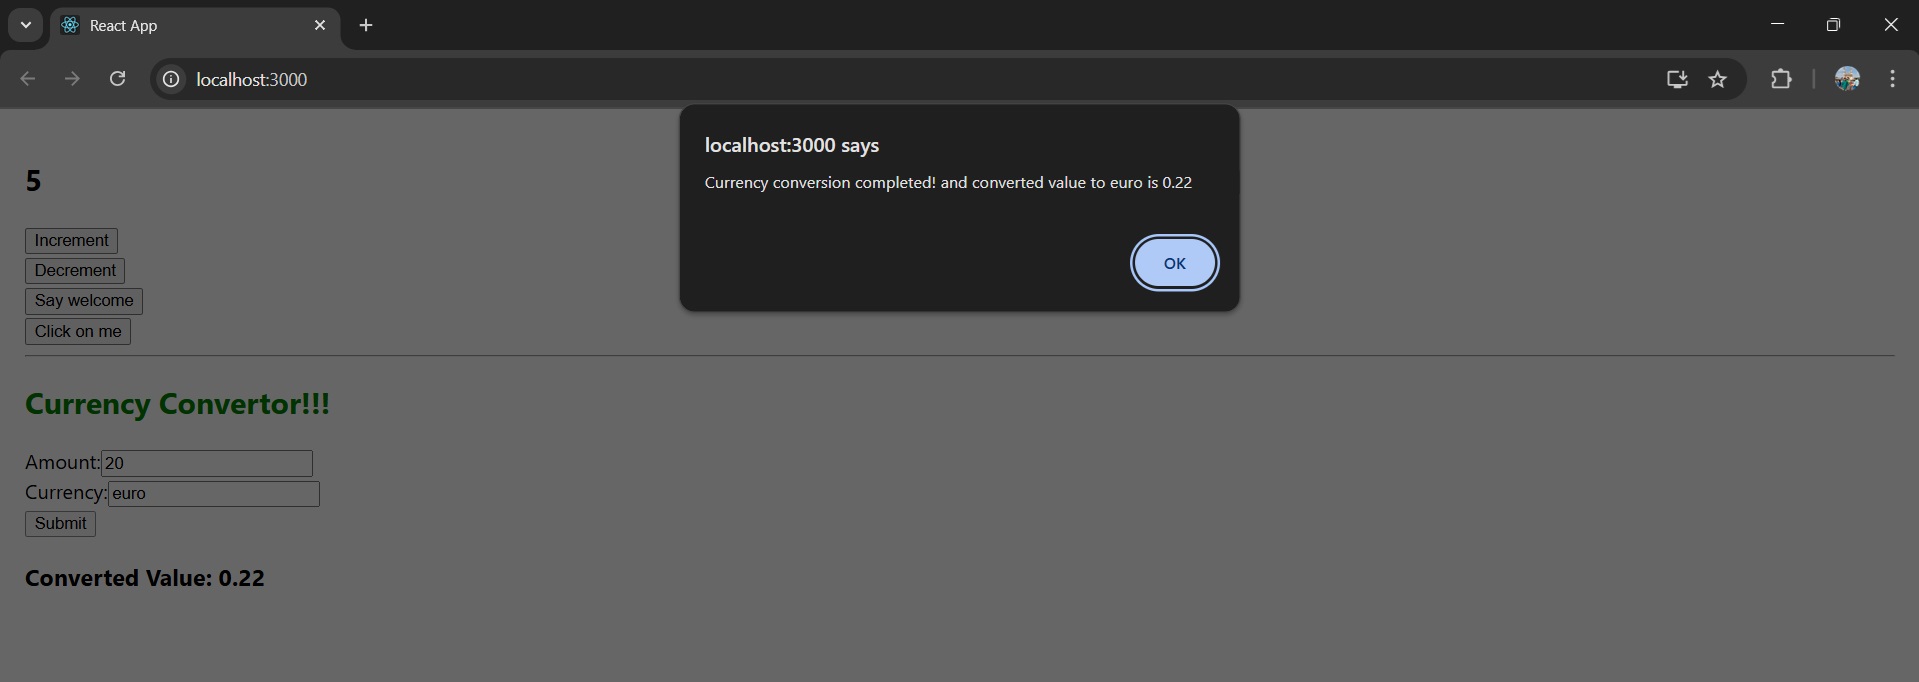 React App
localhost:3000
localhost:3000 says
Currency conversion completed! and converted value to euro is 0.22
OK
5
Increment
Decrement
Say welcome
Click on me
Currency Convertor!!!
Amount:20
Currency:euro
Submit
Converted Value: 0.22